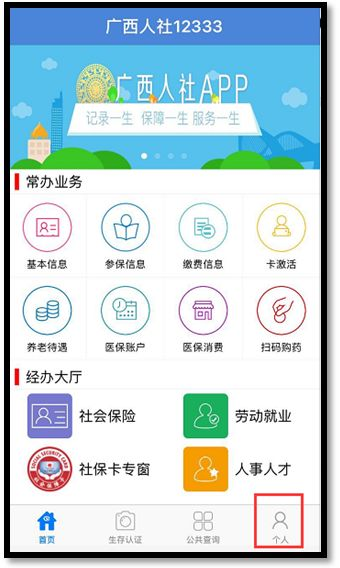 广西人社12333
广西人社APP
记录一生 保障一生 服务一生
常办业务
基本信息 参保信息 缴费信息 卡激活
养老待遇 医保账户 医保消费 扫码购药
经办大厅
社会保险 劳动就业
SOCIAL SECURITY CARD
社保卡专窗 人事人才
首页 生存认证 公共查询 个人